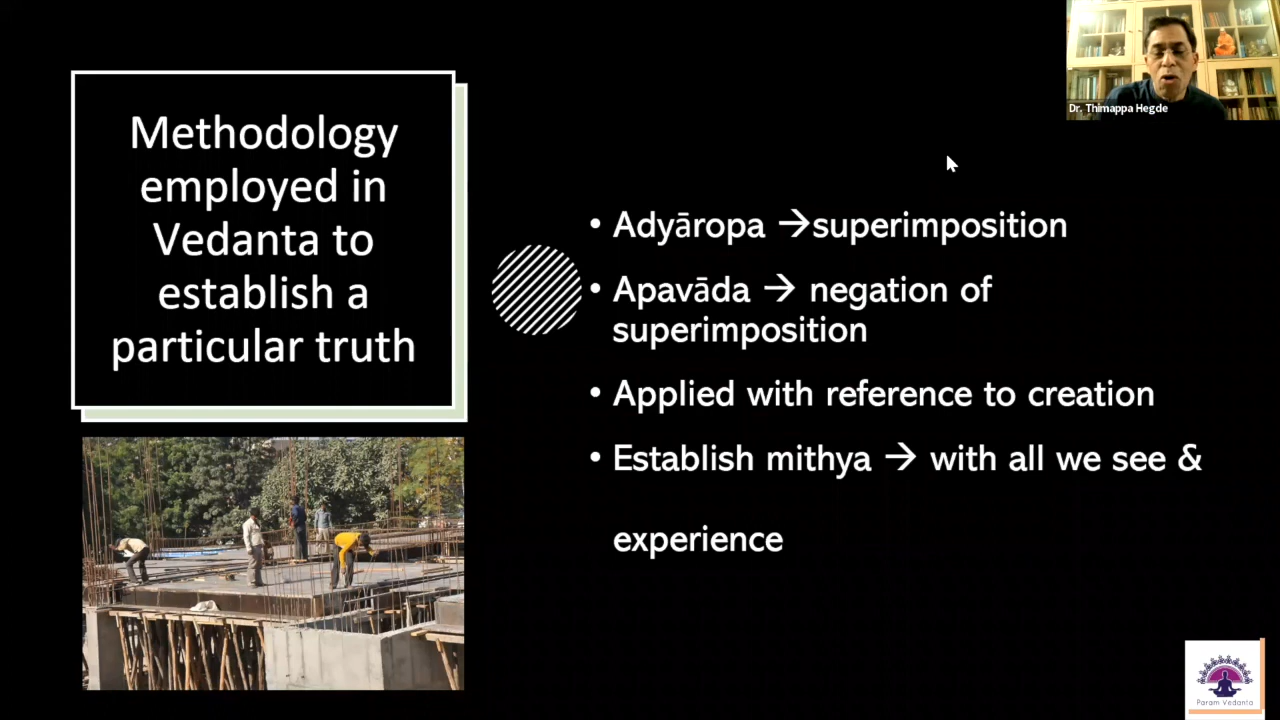 Methodology
employed in
Vedanta to
establish a
particular truth
• Adyāropa →superimposition
• Apavāda → negation of
superimposition
• Applied with reference to creation
• Establish mithya → with all we see &
experience
Dr. Thimappa Hegde
Param Vedanta